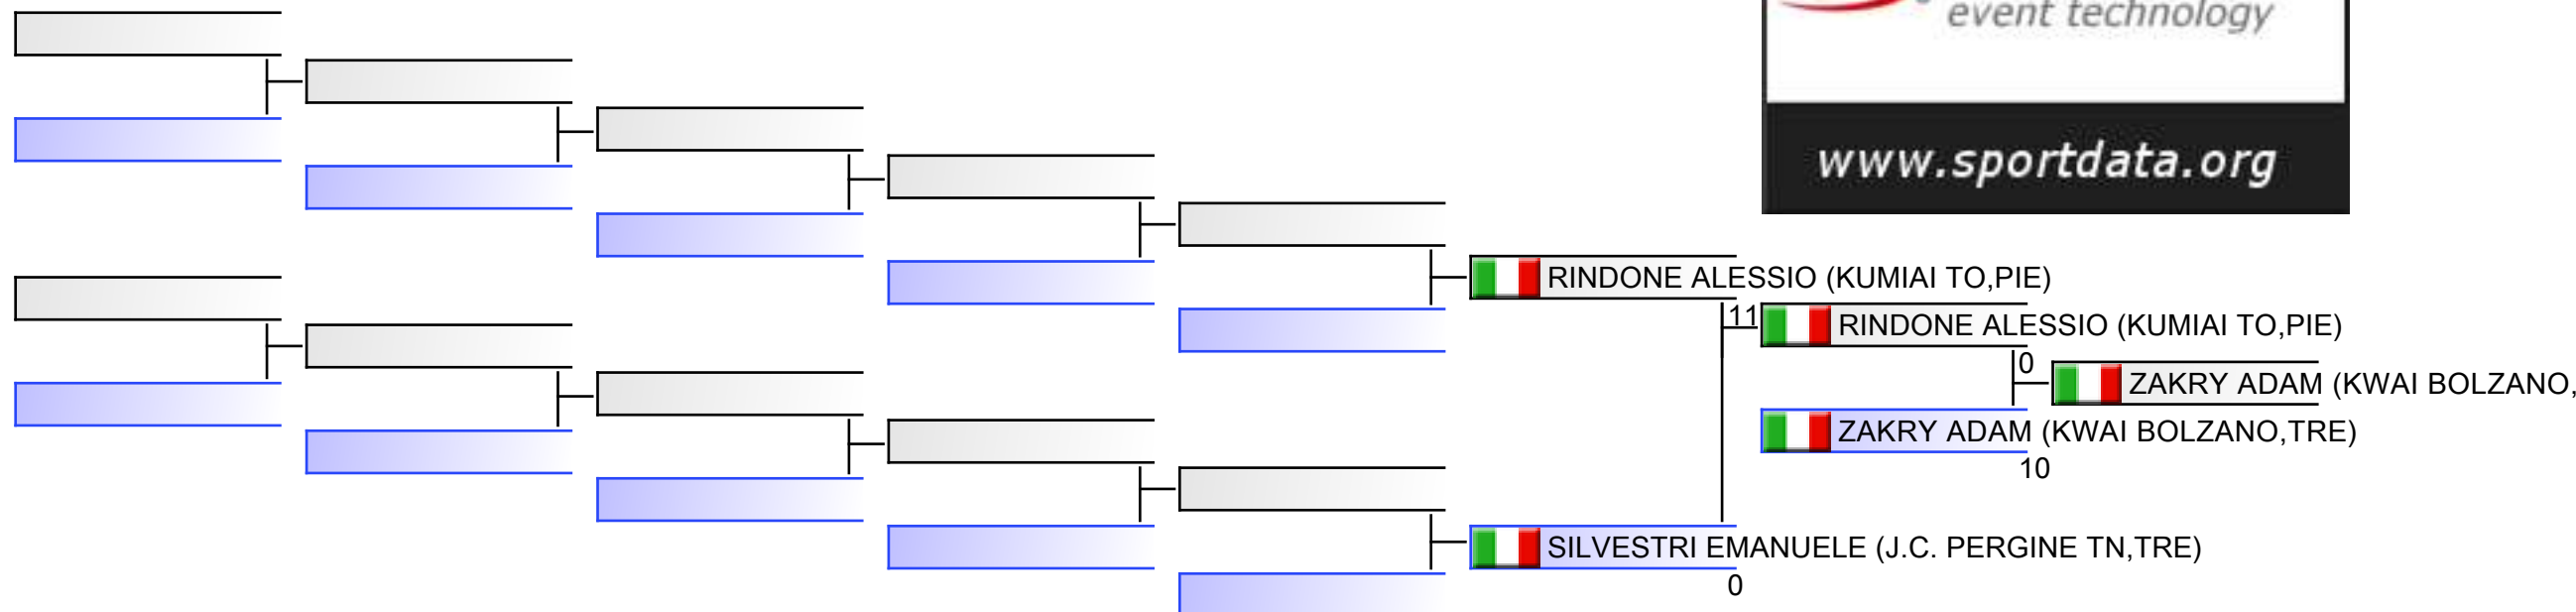 event technology
www.sportdata.org
RINDONE ALESSIO (KUMIAI TO,PIE)
11
RINDONE ALESSIO (KUMIAI TO,PIE)
0
ZAKRY ADAM (KWAI BOLZANO,
ZAKRY ADAM (KWAI BOLZANO,TRE)
10
SILVESTRI EMANUELE (J.C. PERGINE TN,TRE)
0